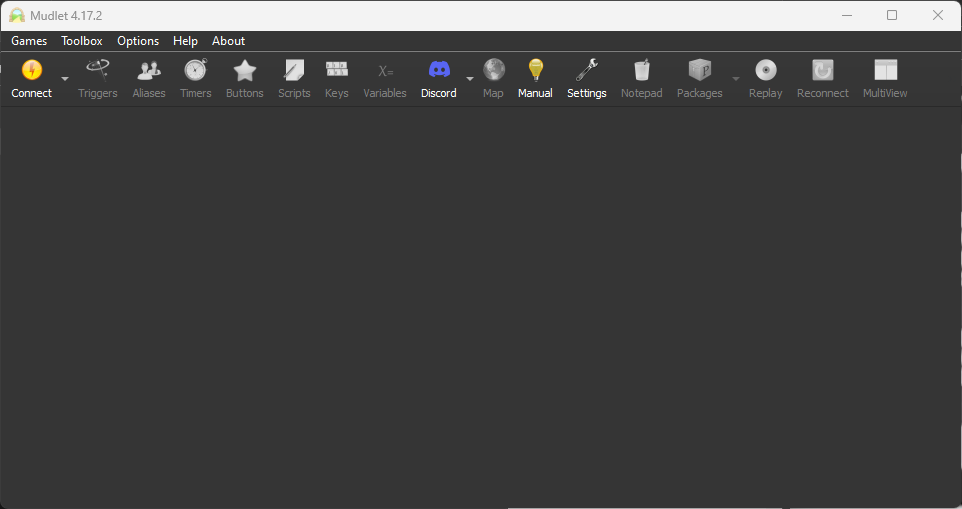 Mudlet 4.17.2
Games Toolbox Options Help About
X=
Connect Triggers Aliases Timers Buttons Scripts Keys Variables Discord Map Manual Settings Notepad Packages Replay Reconnect MultiView